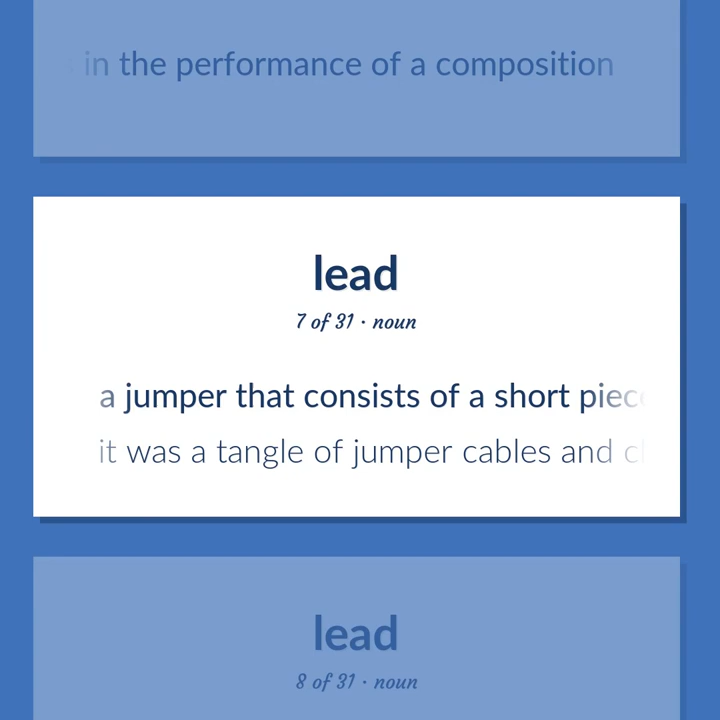 in the performance of a composition
lead
7 of 31 · noun
a jumper that consists of a short piece
it was a tangle of jumper cables and
lead
8 of 31 · noun